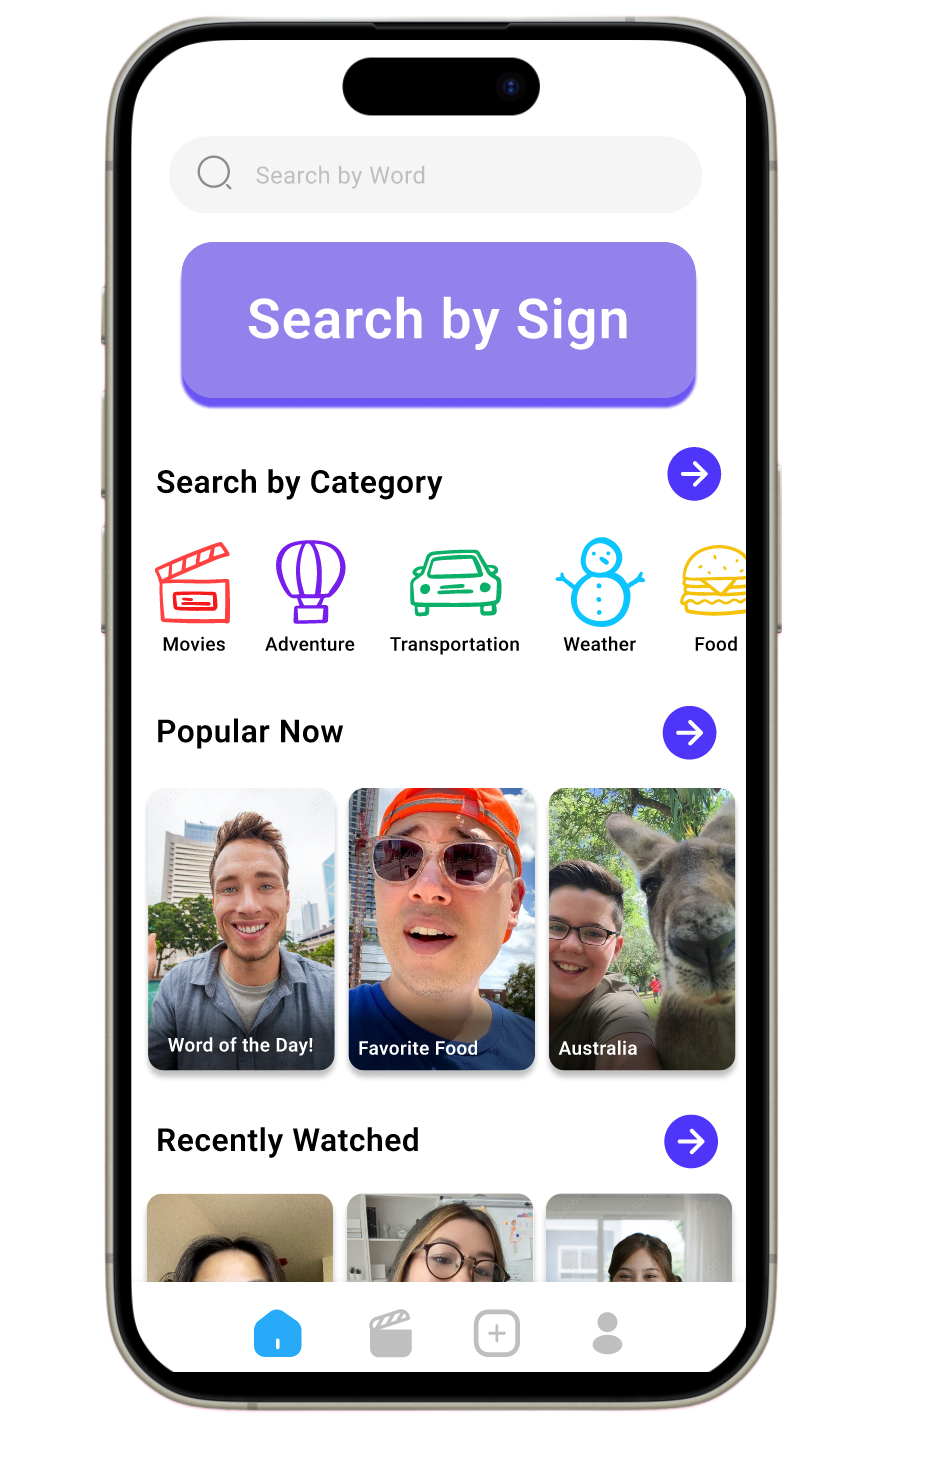 Search by Word
Search by Sign
Search by Category
Movies
Adventure
Transportation
Weather
Food
Popular Now
Word of the Day!
Favorite Food
Australia
Recently Watched